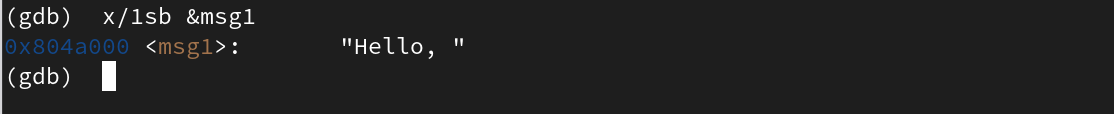 (gdb)  x/1sb &msg1
0x804a000 <msg1>:       "Hello, "
(gdb)